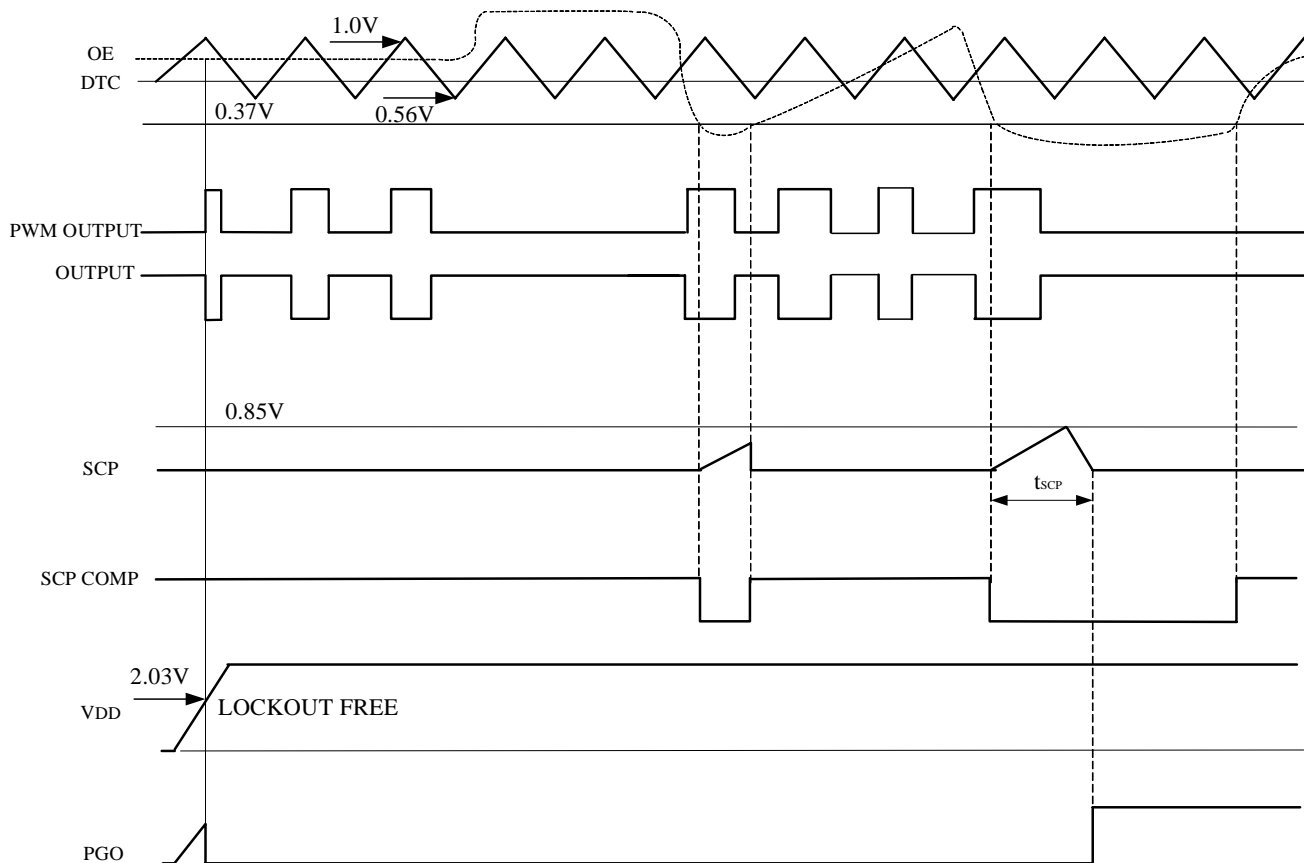 1.0V
OE
DTC
0.37V
0.56V
PWM OUTPUT
OUTPUT
0.85V
SCP
tSCP
SCP COMP
2.03V
VDD
LOCKOUT FREE
PGO